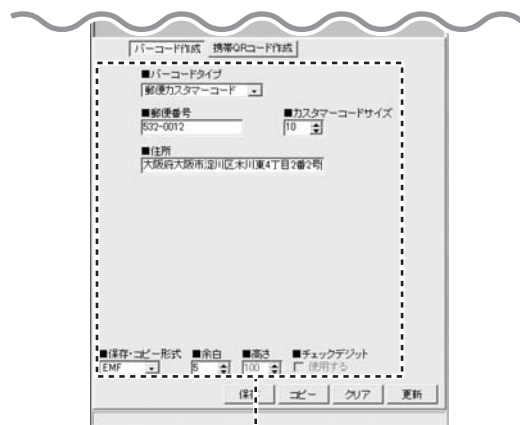 バーコード作成 携帯QRコード作成
■バーコードタイプ
郵便カスタマーコード
■郵便番号 ■カスタマーコードサイズ
532-0012 10
■住所
大阪府大阪市淀川区木川東4丁目2番2号
■保存・コピー形式 ■余白 ■高さ ■チェックデジット
EMF 5 100 使用する
保存 コピー クリア 更新